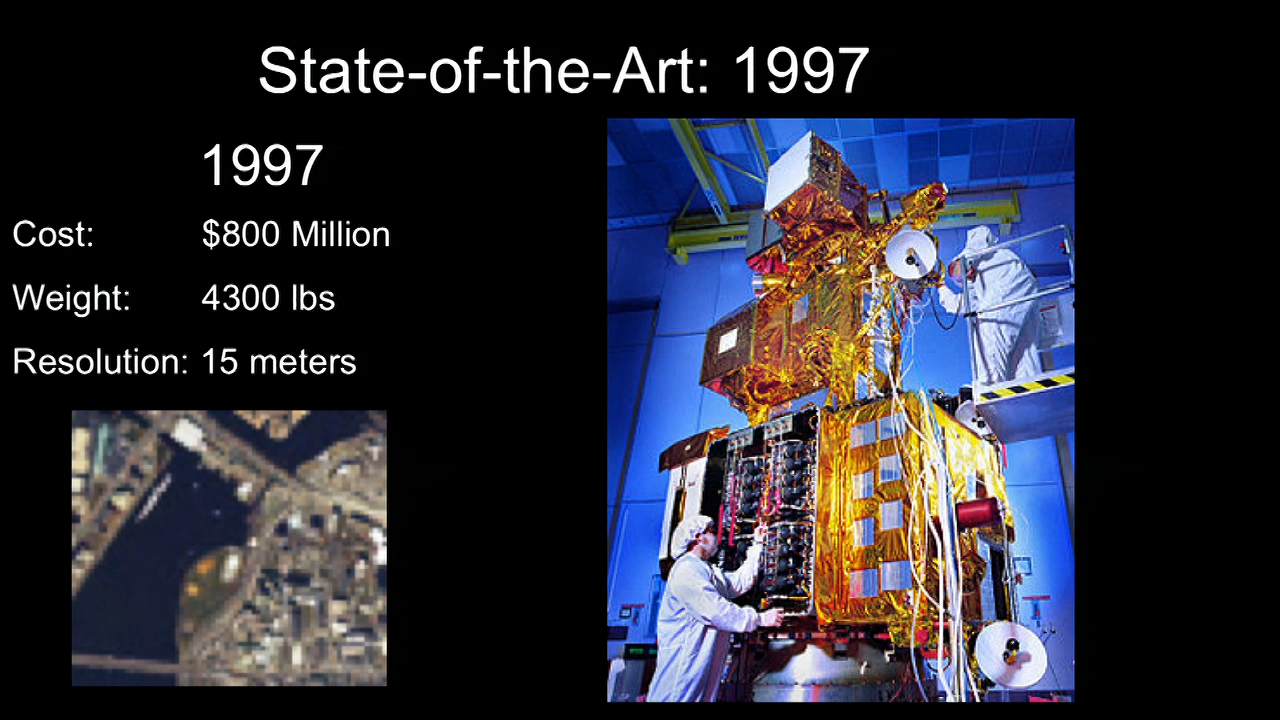 State-of-the-Art: 1997
1997
Cost: $800 Million
Weight: 4300 lbs
Resolution: 15 meters